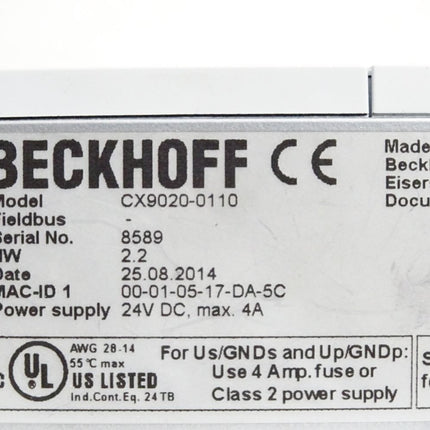 BECKHOFF CE Made
Model CX9020-0110 Beckh
Fieldbus - Eiser
Serial No. 8589 Docu
HW 2.2
Date 25.08.2014
MAC-ID 1 00-01-05-17-DA-5C
Power supply 24V DC, max. 4A
C UL US LISTED
AWG 28-14
55°C max
Ind.Cont.Eq. 24TB
For Us/GNDs and Up/GNDp:
Use 4 Amp. fuse or
Class 2 power supply